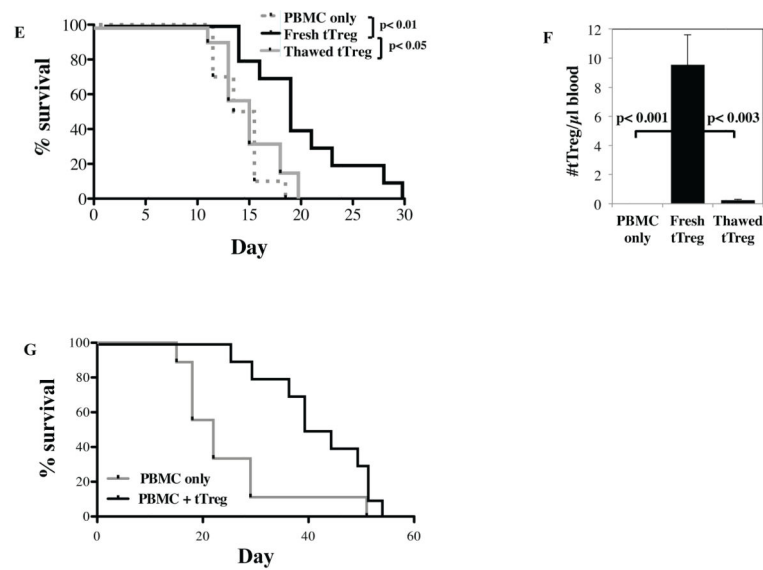 E
PBMC only
Fresh tTreg
Thawed tTreg
p< 0.01
p< 0.05
% survival
100
80
60
40
20
0
0 5 10 15 20 25 30
Day
F
#tTreg/µl blood
12
10
8
6
4
2
0
p< 0.001 p< 0.003
PBMC Fresh Thawed
only tTreg tTreg
G
% survival
100
80
60
40
20
0
PBMC only
PBMC + tTreg
0 20 40 60
Day